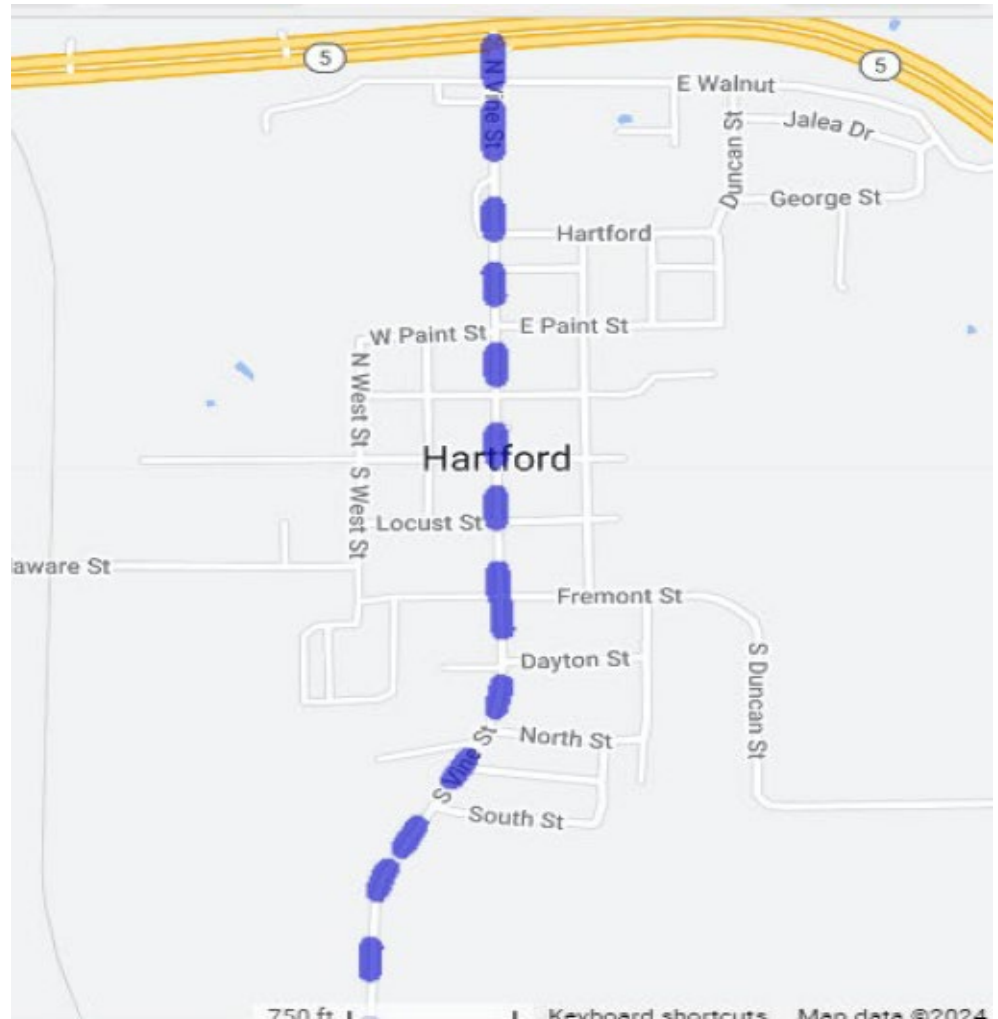 5
5
N Vine St
E Walnut
Jalea Dr
Duncan St
George St
Hartford
E Paint St
W Paint St
N West St
Hartford
S West St
Locust St
aware St
Fremont St
Dayton St
S Duncan St
North St
S Vine St
South St
750 ft
Keyboard shortcuts
Map data ©2024